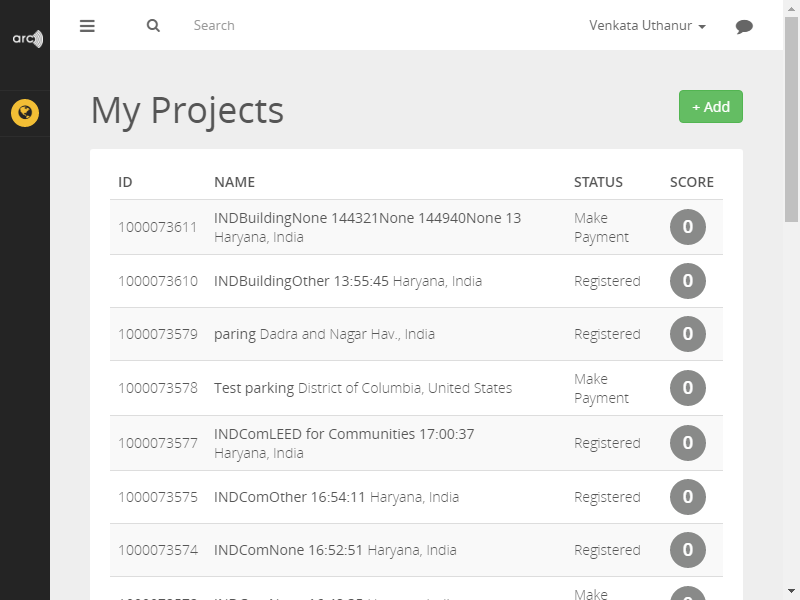 arc
Search
Venkata Uthanur
My Projects
+ Add
ID NAME STATUS SCORE
1000073611 INDBuildingNone 144321None 144940None 13 Haryana, India Make Payment 0
1000073610 INDBuildingOther 13:55:45 Haryana, India Registered 0
1000073579 paring Dadra and Nagar Hav., India Registered 0
1000073578 Test parking District of Columbia, United States Make Payment 0
1000073577 INDComLEED for Communities 17:00:37 Haryana, India Registered 0
1000073575 INDComOther 16:54:11 Haryana, India Registered 0
1000073574 INDComNone 16:52:51 Haryana, India Registered 0
Make